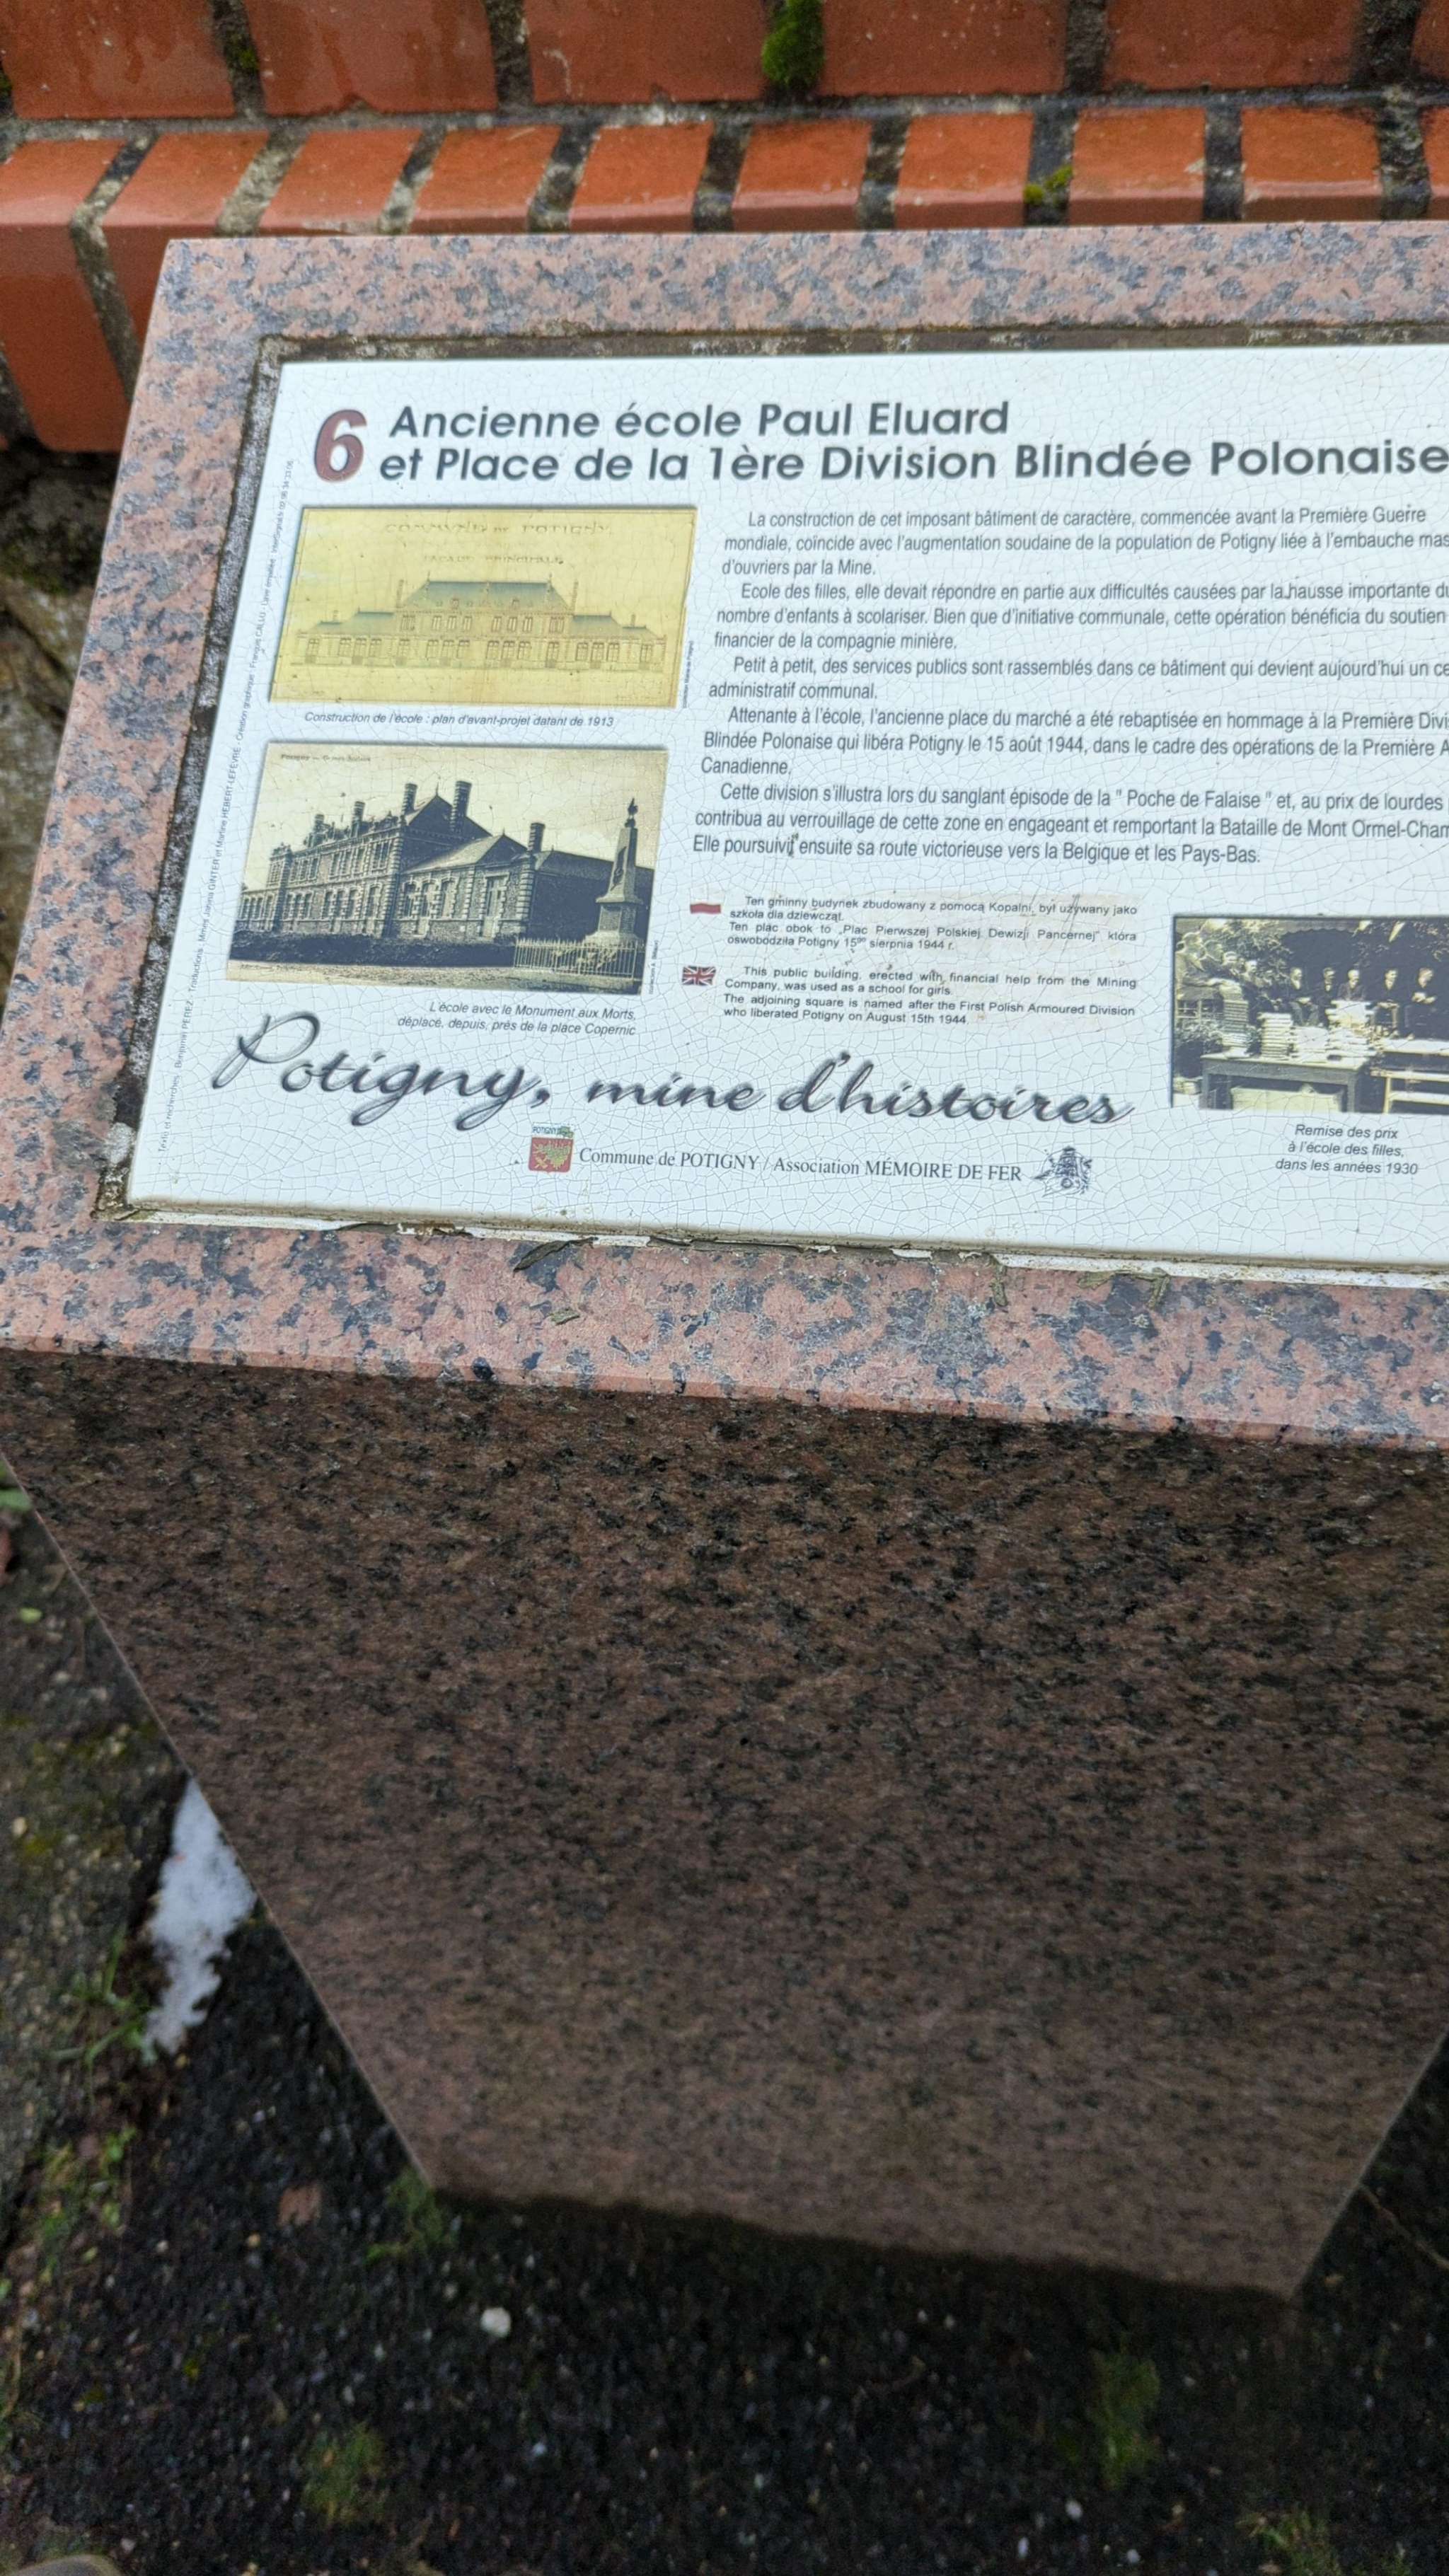 6 Ancienne école Paul Eluard
et Place de la 1ère Division Blindée Polonaise
COMMUNE DE POTIGNY
FAÇADE PRINCIPALE
Construction de l'école : plan d'avant-projet datant de 1913
L'école avec le Monument aux Morts,
déplacé, depuis, près de la place Copernic
La construction de cet imposant bâtiment de caractère, commencée avant la Première Guerre
mondiale, coïncide avec l'augmentation soudaine de la population de Potigny liée à l'embauche mas
d'ouvriers par la Mine.
Ecole des filles, elle devait répondre en partie aux difficultés causées par la hausse importante du
nombre d'enfants à scolariser. Bien que d'initiative communale, cette opération bénéficia du soutien
financier de la compagnie minière.
Petit à petit, des services publics sont rassemblés dans ce bâtiment qui devient aujourd'hui un ce
administratif communal.
Attenante à l'école, l'ancienne place du marché a été rebaptisée en hommage à la Première Divi
Blindée Polonaise qui libéra Potigny le 15 août 1944, dans le cadre des opérations de la Première A
Canadienne.
Cette division s'illustra lors du sanglant épisode de la " Poche de Falaise " et, au prix de lourdes
contribua au verrouillage de cette zone en engageant et remportant la Bataille de Mont Ormel-Cham
Elle poursuivit ensuite sa route victorieuse vers la Belgique et les Pays-Bas.
Ten gminny budynek zbudowany z pomocą Kopalni, był używany jako
szkoła dla dziewcząt.
Ten plac obok to „Plac Pierwszej Polskiej Dewizji Pancernej" która
oswobodziła Potigny 15go sierpnia 1944 r.
This public building, erected with financial help from the Mining
Company, was used as a school for girls.
The adjoining square is named after the First Polish Armoured Division
who liberated Potigny on August 15th 1944.
Remise des prix
à l'école des filles,
dans les années 1930
Potigny, mine d'histoires
POTIGNY
Commune de POTIGNY / Association MÉMOIRE DE FER